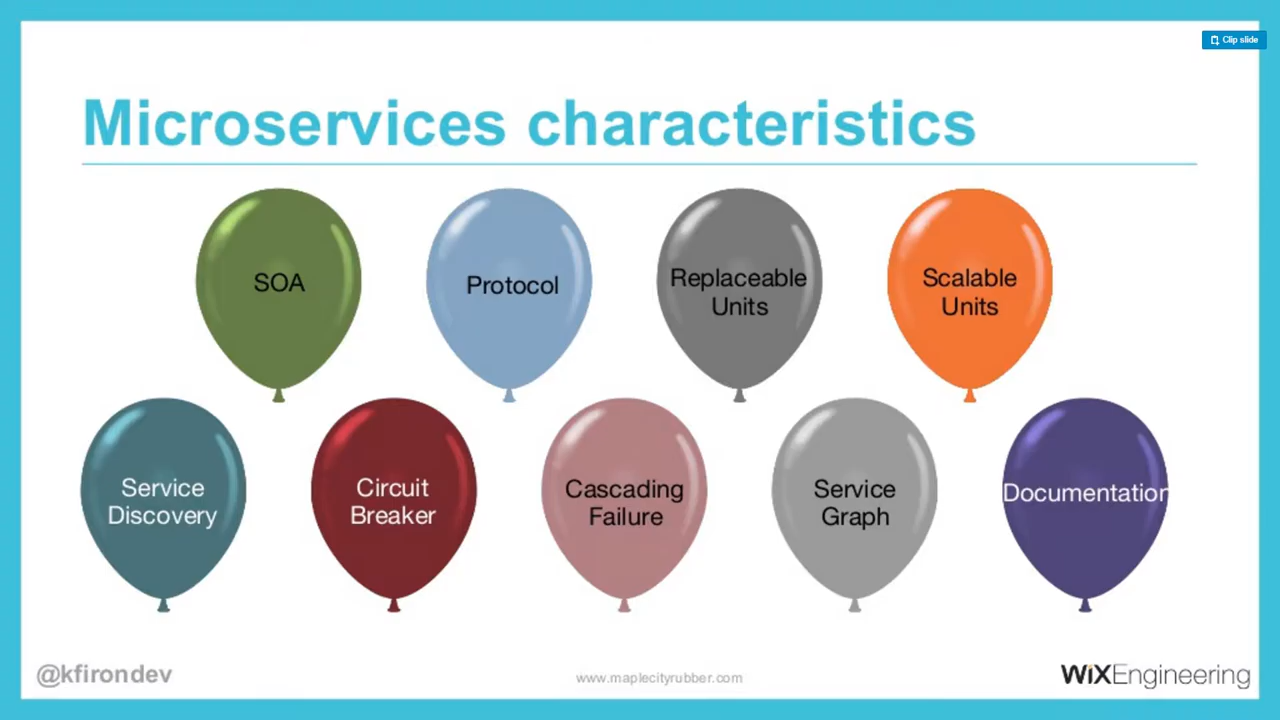 Clip slide
Microservices characteristics
SOA
Protocol
Replaceable
Units
Scalable
Units
Service
Discovery
Circuit
Breaker
Cascading
Failure
Service
Graph
Documentation
@kfirondev
www.maplecityrubber.com
WiXEngineering